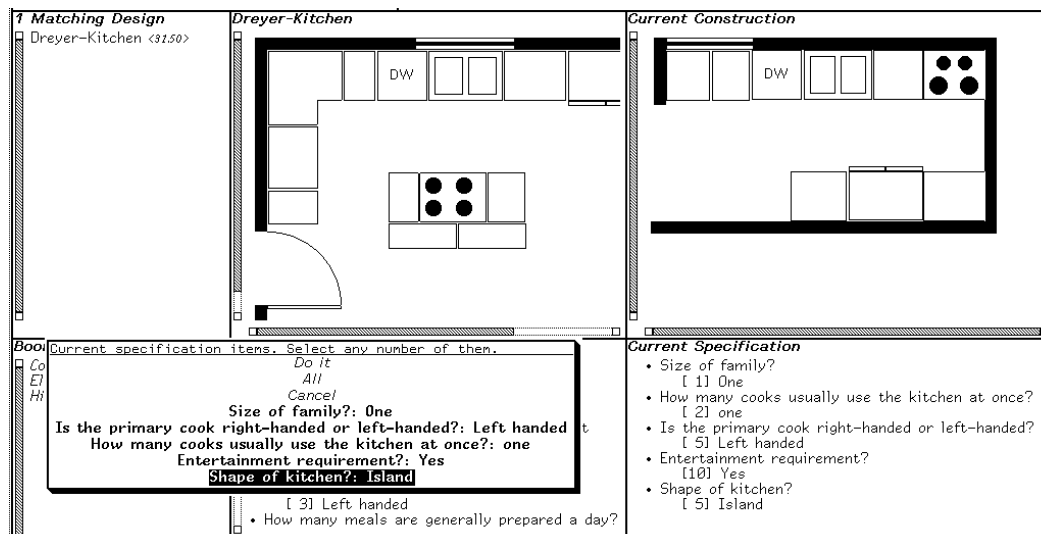 1 Matching Design
Dreyer-Kitchen <31.50>
Dreyer-Kitchen
DW
Current Construction
DW
Current specification items. Select any number of them.
Do it
All
Cancel
Size of family?: One
Is the primary cook right-handed or left-handed?: Left handed
How many cooks usually use the kitchen at once?: one
Entertainment requirement?: Yes
Shape of kitchen?: Island
[ 3] Left handed
• How many meals are generally prepared a day?
Current Specification
• Size of family?
[ 1] One
• How many cooks usually use the kitchen at once?
[ 2] one
• Is the primary cook right-handed or left-handed?
[ 5] Left handed
• Entertainment requirement?
[10] Yes
• Shape of kitchen?
[ 5] Island